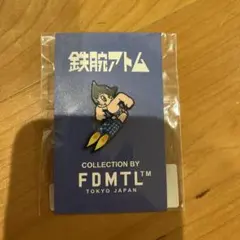 鉄腕アトム
COLLECTION BY
FDMTL™
TOKYO JAPAN